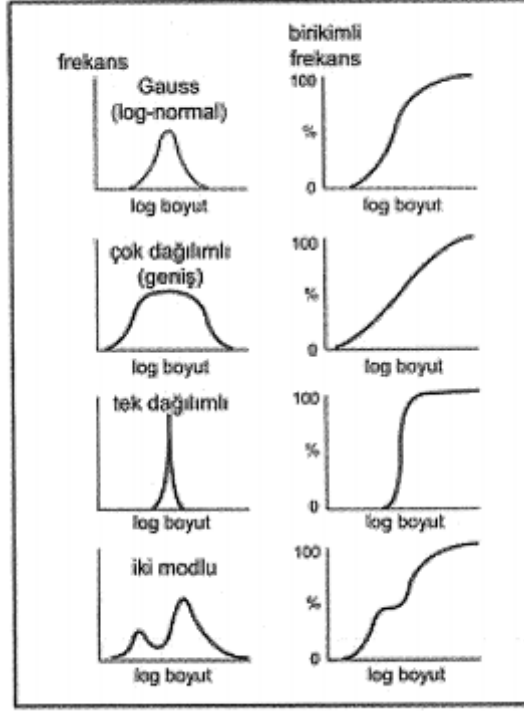 frekans
birikimli
frekans
Gauss
(log-normal)
log boyut
100
%
0
log boyut
çok dağılımlı
(geniş)
log boyut
100
%
0
log boyut
tek dağılımlı
log boyut
100
%
0
log boyut
iki modlu
log boyut
100
%
0
log boyut